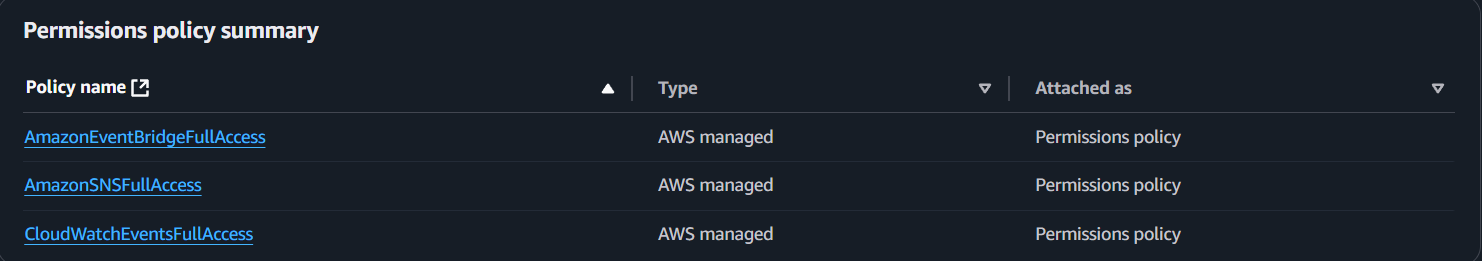 Permissions policy summary
Policy name Type Attached as
AmazonEventBridgeFullAccess AWS managed Permissions policy
AmazonSNSFullAccess AWS managed Permissions policy
CloudWatchEventsFullAccess AWS managed Permissions policy